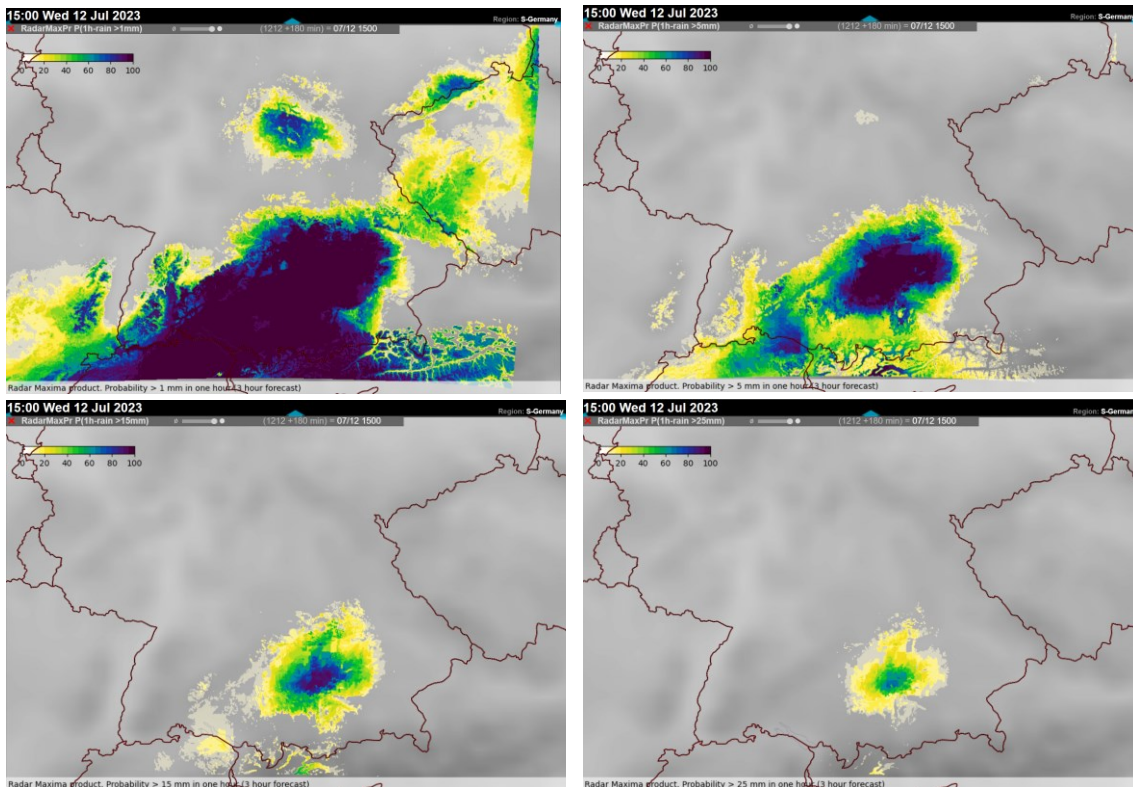 15:00 Wed 12 Jul 2023
Region: S-Germany
RadarMaxPr P(1h-rain >1mm) (1212 +180 min) = 07/12 1500
0 20 40 60 80 100
Radar Maxima product. Probability > 1 mm in one hour (3 hour forecast)
15:00 Wed 12 Jul 2023
Region: S-Germany
RadarMaxPr P(1h-rain >5mm) (1212 +180 min) = 07/12 1500
0 20 40 60 80 100
Radar Maxima product. Probability > 5 mm in one hour (3 hour forecast)
15:00 Wed 12 Jul 2023
Region: S-Germany
RadarMaxPr P(1h-rain >15mm) (1212 +180 min) = 07/12 1500
0 20 40 60 80 100
Radar Maxima product. Probability > 15 mm in one hour (3 hour forecast)
15:00 Wed 12 Jul 2023
Region: S-Germany
RadarMaxPr P(1h-rain >25mm) (1212 +180 min) = 07/12 1500
0 20 40 60 80 100
Radar Maxima product. Probability > 25 mm in one hour (3 hour forecast)